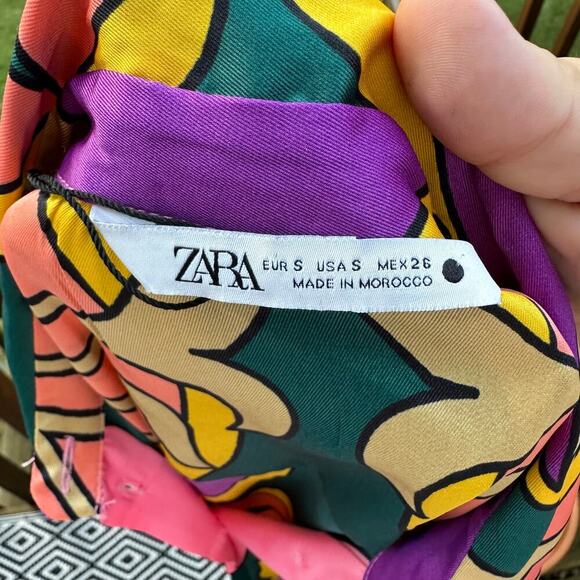 ZARA EUR S USA S MEX 26
MADE IN MOROCCO